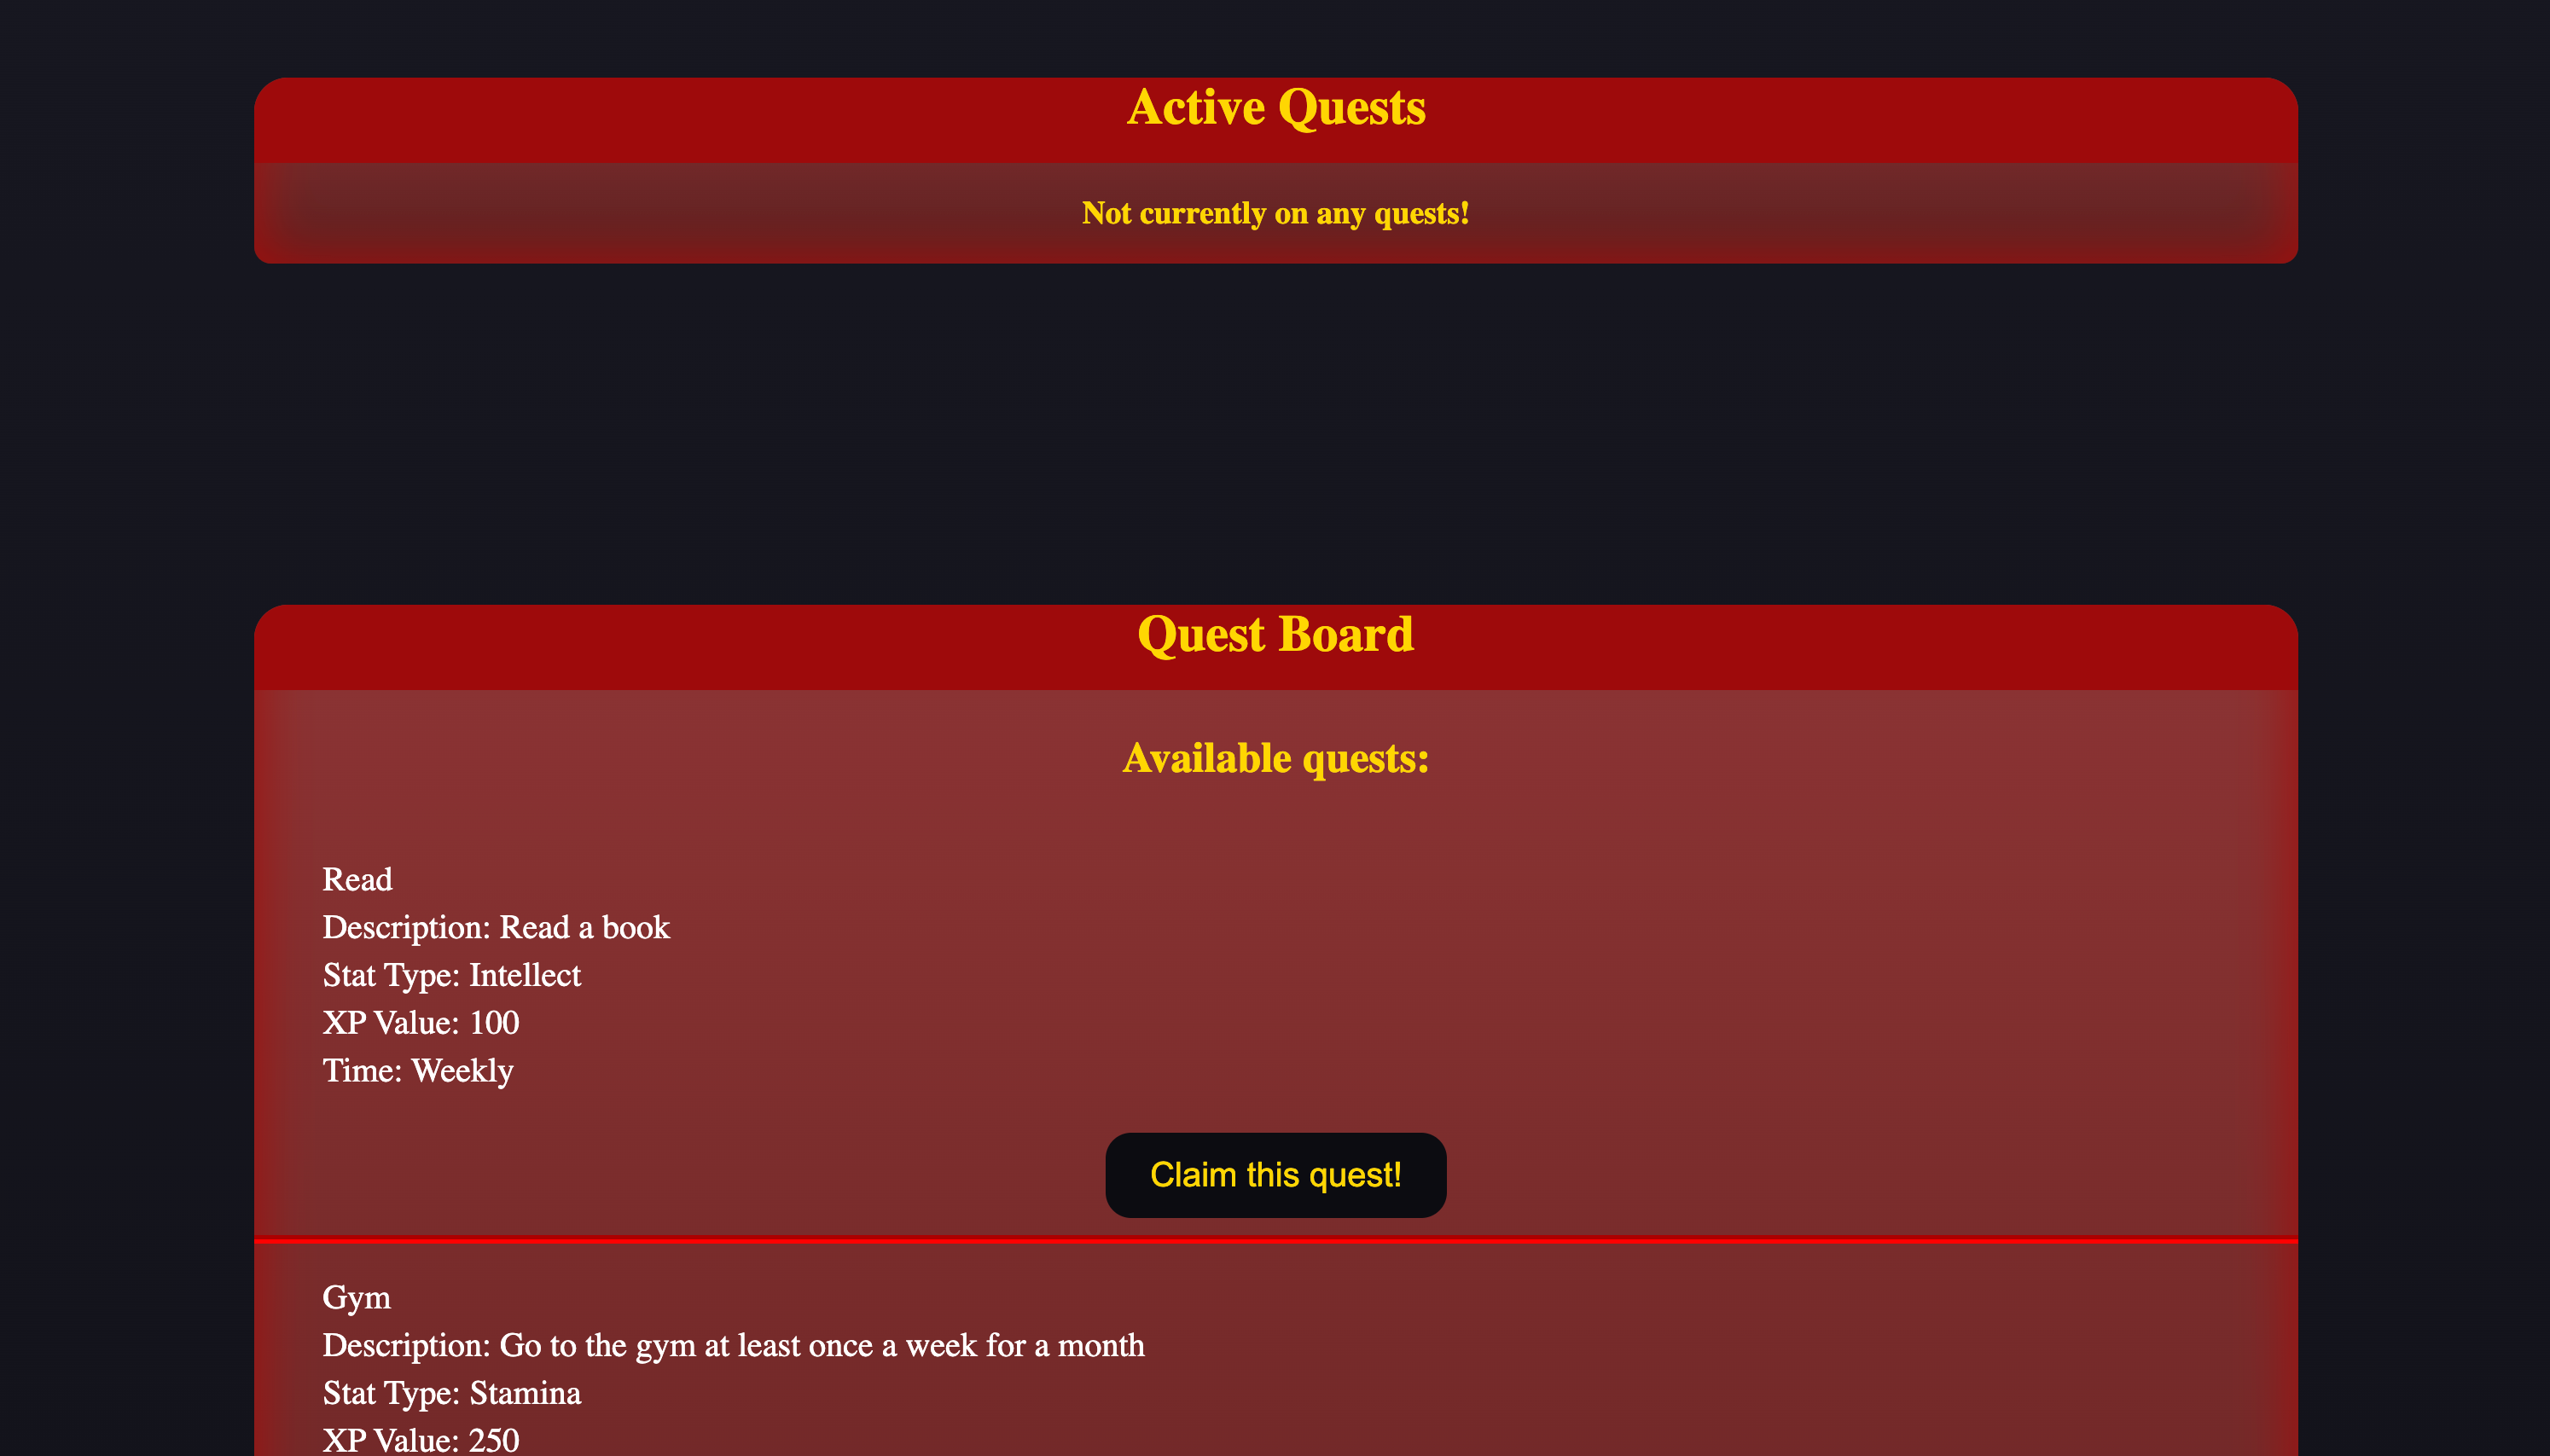 Active Quests
Not currently on any quests!
Quest Board
Available quests:
Read
Description: Read a book
Stat Type: Intellect
XP Value: 100
Time: Weekly
Claim this quest!
Gym
Description: Go to the gym at least once a week for a month
Stat Type: Stamina
XP Value: 250